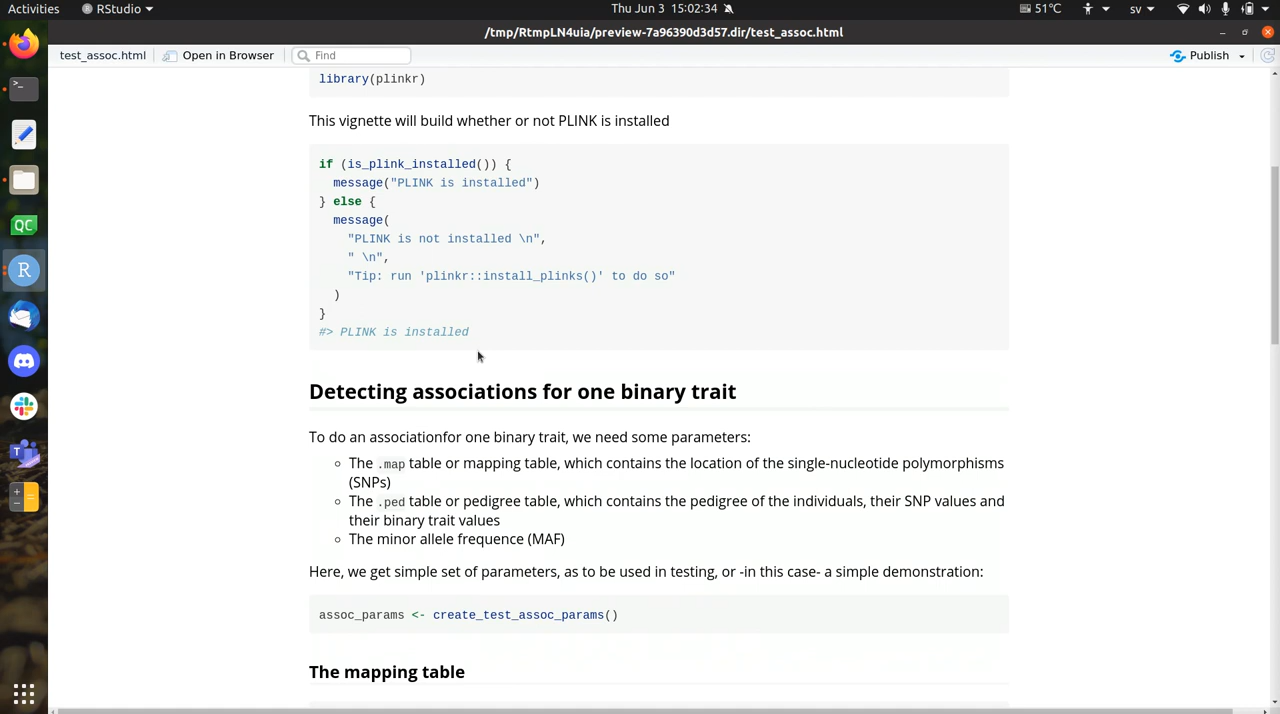 Activities
RStudio
Thu Jun 3 15:02:34
51°C
sv
/tmp/RtmpLN4uia/preview-7a96390d3d57.dir/test_assoc.html
test_assoc.html
Open in Browser
Find
Publish
library(plinkr)
This vignette will build whether or not PLINK is installed
if (is_plink_installed()) {
message("PLINK is installed")
} else {
message(
"PLINK is not installed \n",
" \n",
"Tip: run 'plinkr::install_plinks()' to do so"
)
}
#> PLINK is installed
Detecting associations for one binary trait
To do an associationfor one binary trait, we need some parameters:
The .map table or mapping table, which contains the location of the single-nucleotide polymorphisms
(SNPs)
The .ped table or pedigree table, which contains the pedigree of the individuals, their SNP values and
their binary trait values
The minor allele frequence (MAF)
Here, we get simple set of parameters, as to be used in testing, or -in this case- a simple demonstration:
assoc_params <- create_test_assoc_params()
The mapping table
QC
R